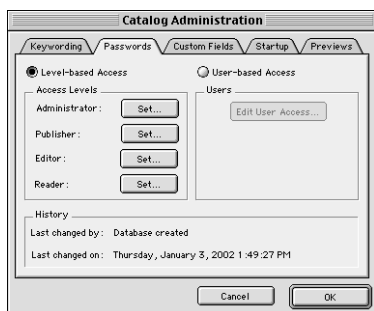 Catalog Administration
Keywording Passwords Custom Fields Startup Previews
Level-based Access User-based Access
Access Levels Users
Administrator: Set... Edit User Access...
Publisher: Set...
Editor: Set...
Reader: Set...
History
Last changed by: Database created
Last changed on: Thursday, January 3, 2002 1:49:27 PM
Cancel OK